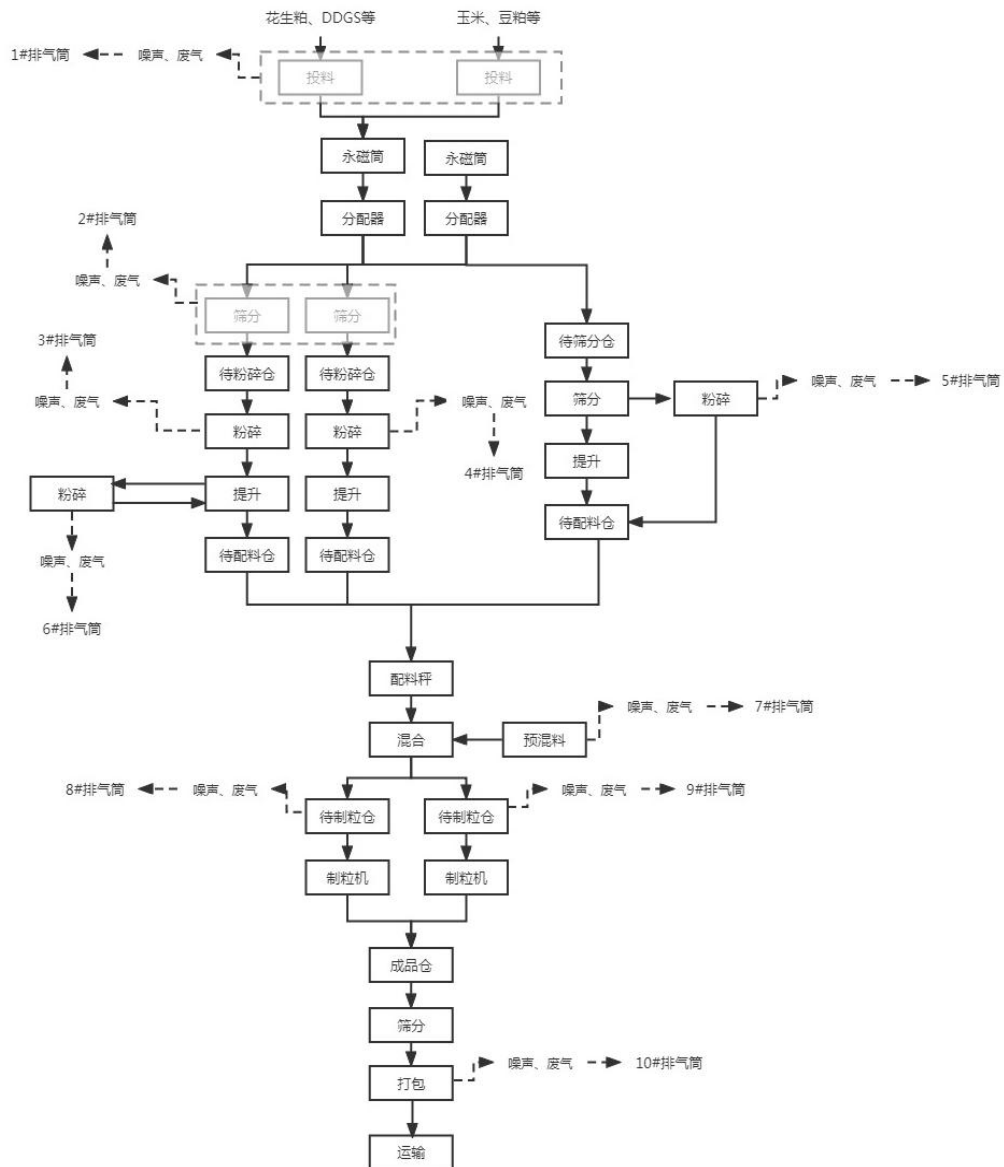 花生粕、DDGS等
玉米、豆粕等
1#排气筒
噪声、废气
投料
投料
永磁筒
永磁筒
分配器
分配器
2#排气筒
噪声、废气
筛分
筛分
待筛分仓
3#排气筒
待粉碎仓
待粉碎仓
筛分
粉碎
噪声、废气
5#排气筒
噪声、废气
粉碎
粉碎
噪声、废气
4#排气筒
提升
粉碎
提升
提升
待配料仓
噪声、废气
待配料仓
待配料仓
6#排气筒
配料秤
混合
预混料
噪声、废气
7#排气筒
8#排气筒
噪声、废气
待制粒仓
待制粒仓
噪声、废气
9#排气筒
制粒机
制粒机
成品仓
筛分
打包
噪声、废气
10#排气筒
运输